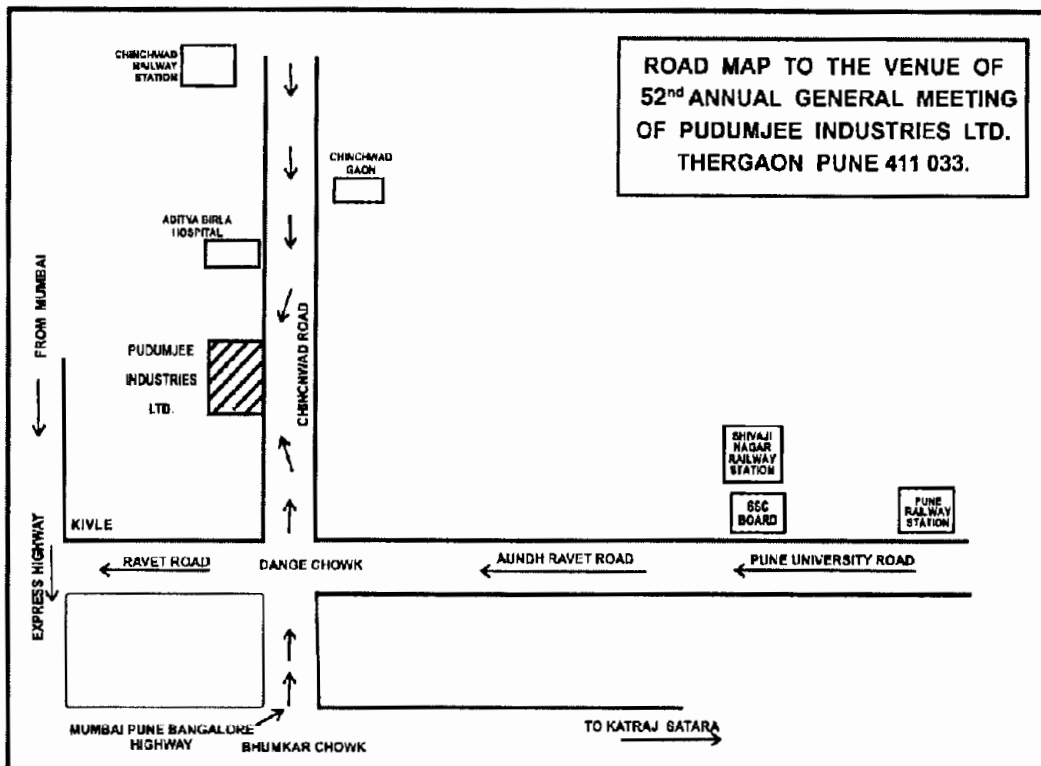 CHINCHWAD
RAILWAY
STATION
ROAD MAP TO THE VENUE OF
52nd ANNUAL GENERAL MEETING
OF PUDUMJEE INDUSTRIES LTD.
THERGAON PUNE 411 033.
CHINCHWAD
GAON
ADITYA BIRLA
HOSPITAL
FROM MUMBAI
CHINCHWAD ROAD
PUDUMJEE
INDUSTRIES
LTD.
SHIVAJI
NAGAR
RAILWAY
STATION
SSC
BOARD
PUNE
RAILWAY
STATION
KIVLE
EXPRESS HIGHWAY
RAVET ROAD
DANGE CHOWK
AUNDH RAVET ROAD
PUNE UNIVERSITY ROAD
MUMBAI PUNE BANGALORE
HIGHWAY
BHUMKAR CHOWK
TO KATRAJ SATARA